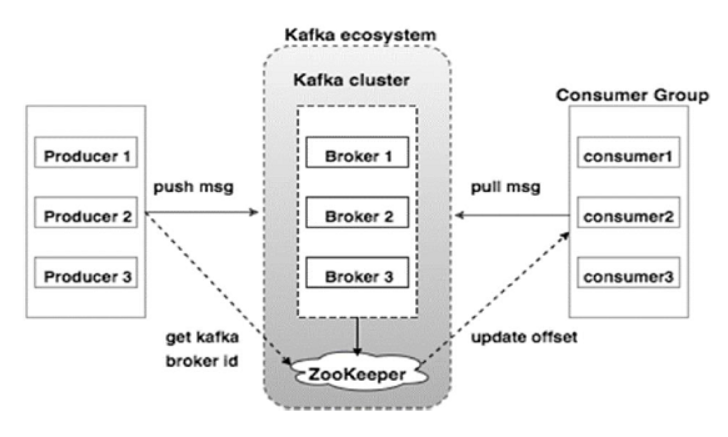 Kafka ecosystem
Kafka cluster
Consumer Group
Producer 1
Broker 1
consumer1
push msg
pull msg
Producer 2
Broker 2
consumer2
Producer 3
Broker 3
consumer3
get kafka
broker id
update offset
ZooKeeper